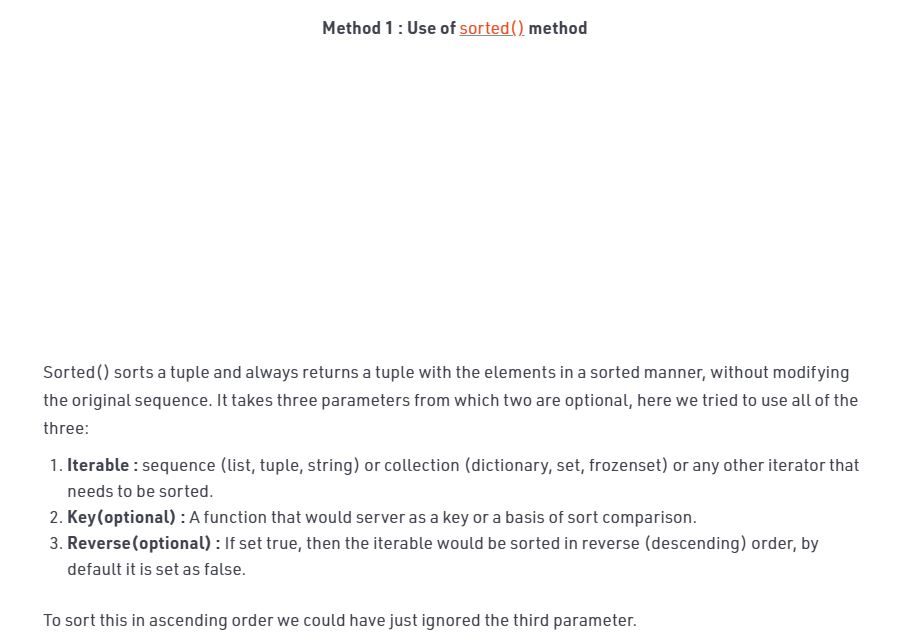 Method 1 : Use of sorted() method
Sorted() sorts a tuple and always returns a tuple with the elements in a sorted manner, without modifying
the original sequence. It takes three parameters from which two are optional, here we tried to use all of the
three:
1. Iterable : sequence (list, tuple, string) or collection (dictionary, set, frozenset) or any other iterator that
needs to be sorted.
2. Key(optional) : A function that would server as a key or a basis of sort comparison.
3. Reverse(optional) : If set true, then the iterable would be sorted in reverse (descending) order, by
default it is set as false.
To sort this in ascending order we could have just ignored the third parameter.